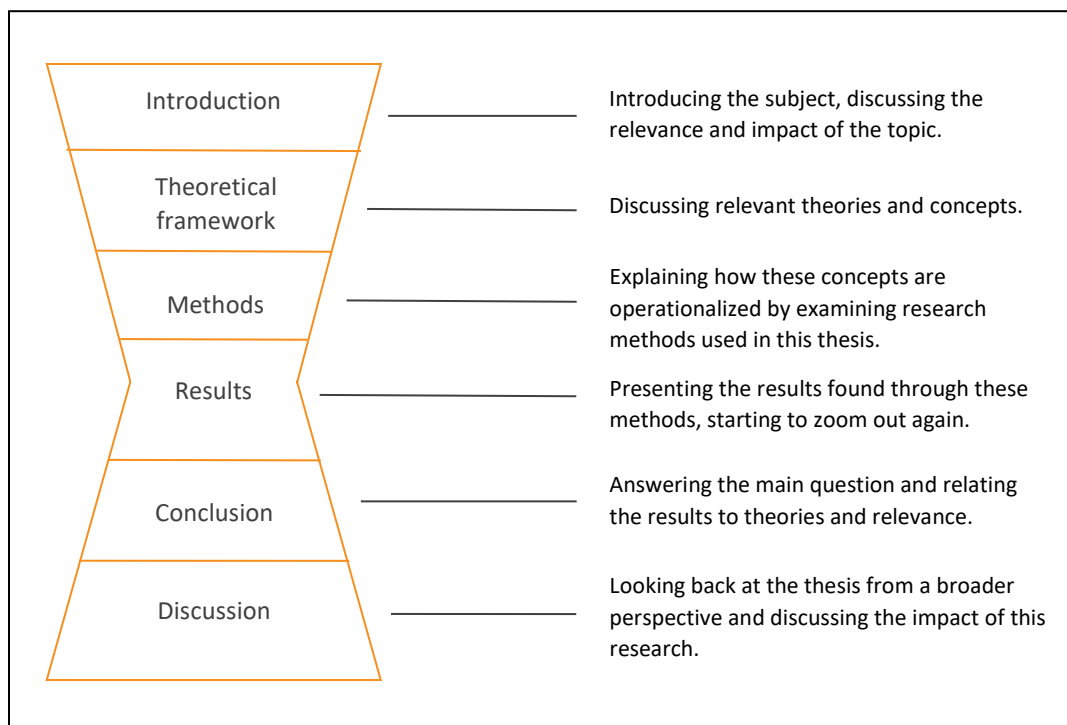 Introduction
Introducing the subject, discussing the
relevance and impact of the topic.
Theoretical
framework
Discussing relevant theories and concepts.
Methods
Explaining how these concepts are
operationalized by examining research
methods used in this thesis.
Results
Presenting the results found through these
methods, starting to zoom out again.
Conclusion
Answering the main question and relating
the results to theories and relevance.
Discussion
Looking back at the thesis from a broader
perspective and discussing the impact of this
research.